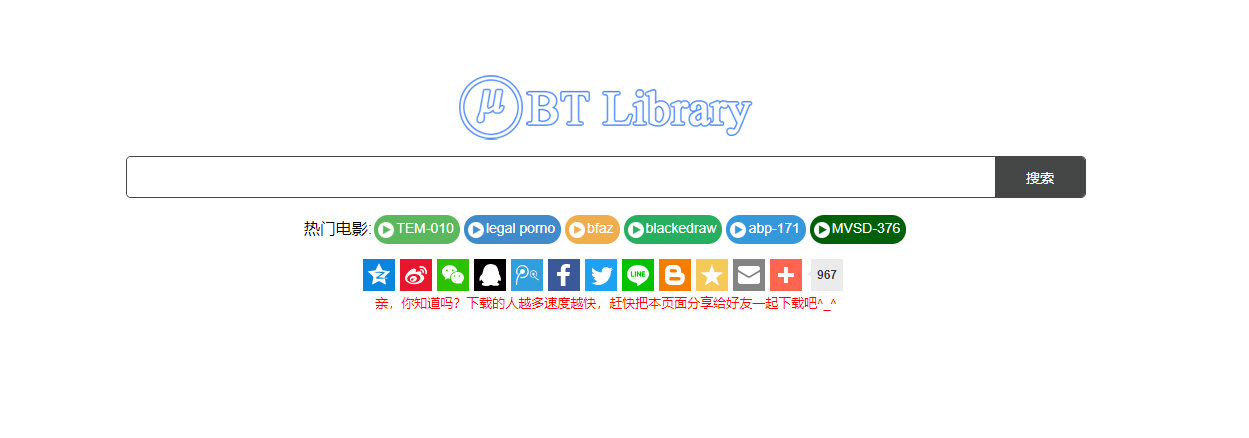 μ BT Library
搜索
热门电影: TEM-010 legal porno bfaz blackedraw abp-171 MVSD-376
LINE 967
亲，你知道吗？下载的人越多速度越快，赶快把本页面分享给好友一起下载吧^_^